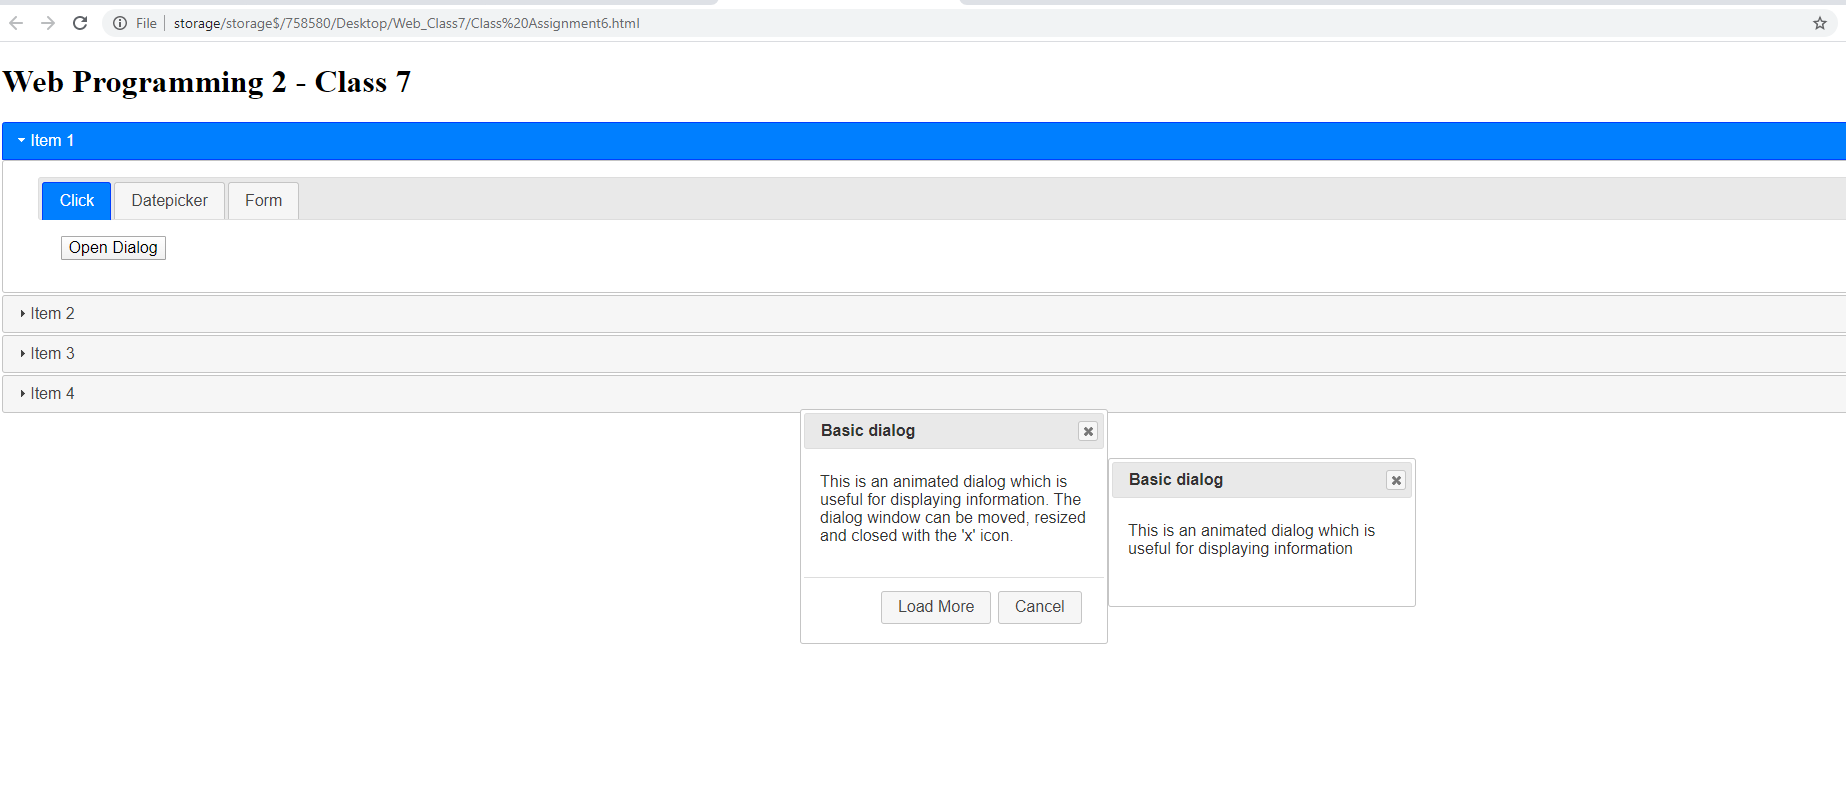 File storage/storage$/758580/Desktop/Web_Class7/Class%20Assignment6.html
Web Programming 2 - Class 7
Item 1
Click Datepicker Form
Open Dialog
Item 2
Item 3
Item 4
Basic dialog
This is an animated dialog which is
useful for displaying information. The
dialog window can be moved, resized
and closed with the 'x' icon.
Load More Cancel
Basic dialog
This is an animated dialog which is
useful for displaying information